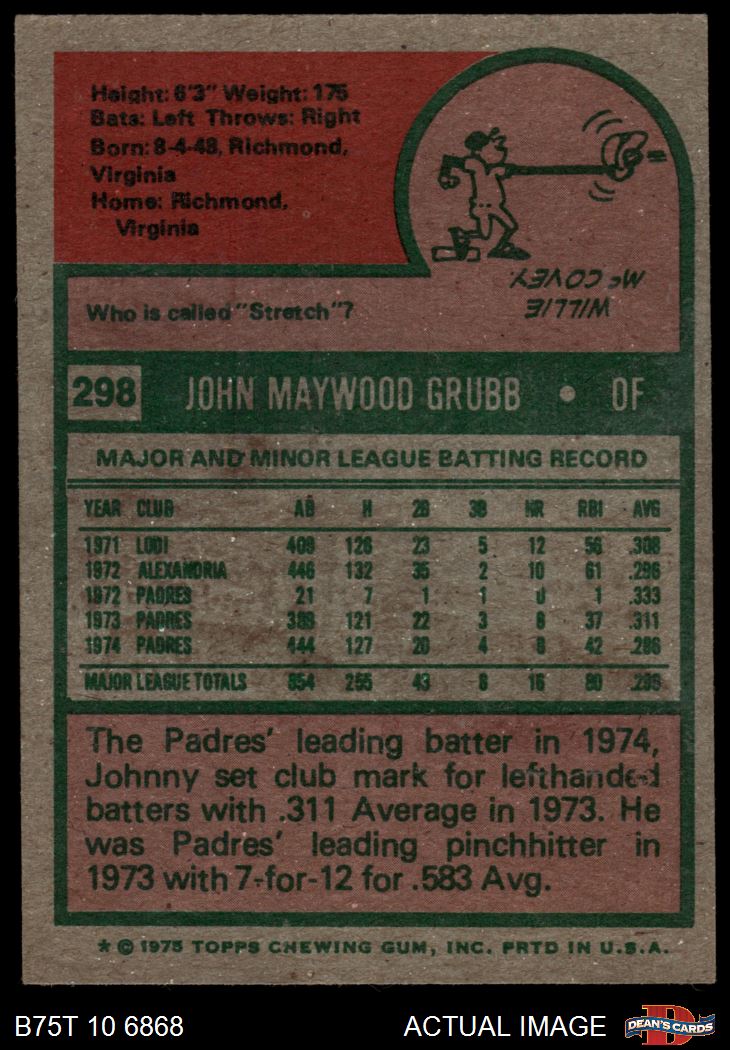 Height: 6'3" Weight: 175
Bats: Left Throws: Right
Born: 8-4-48, Richmond,
Virginia
Home: Richmond,
Virginia
Who is called "Stretch"?
WILLIE
McCOVEY.
298 JOHN MAYWOOD GRUBB • OF
MAJOR AND MINOR LEAGUE BATTING RECORD
YEAR CLUB AB H 2B 3B HR RBI AVG
1971 LODI 409 126 23 5 12 56 .308
1972 ALEXANDRIA 446 132 35 2 10 61 .296
1972 PADRES 21 7 1 1 0 1 .333
1973 PADRES 389 121 22 3 8 37 .311
1974 PADRES 444 127 20 4 8 42 .286
MAJOR LEAGUE TOTALS 854 255 43 8 16 80 .299
The Padres' leading batter in 1974,
Johnny set club mark for lefthanded
batters with .311 Average in 1973. He
was Padres' leading pinchhitter in
1973 with 7-for-12 for .583 Avg.
* © 1975 TOPPS CHEWING GUM, INC. PRTD IN U.S.A.
B75T 10 6868 ACTUAL IMAGE DEAN'S CARDS